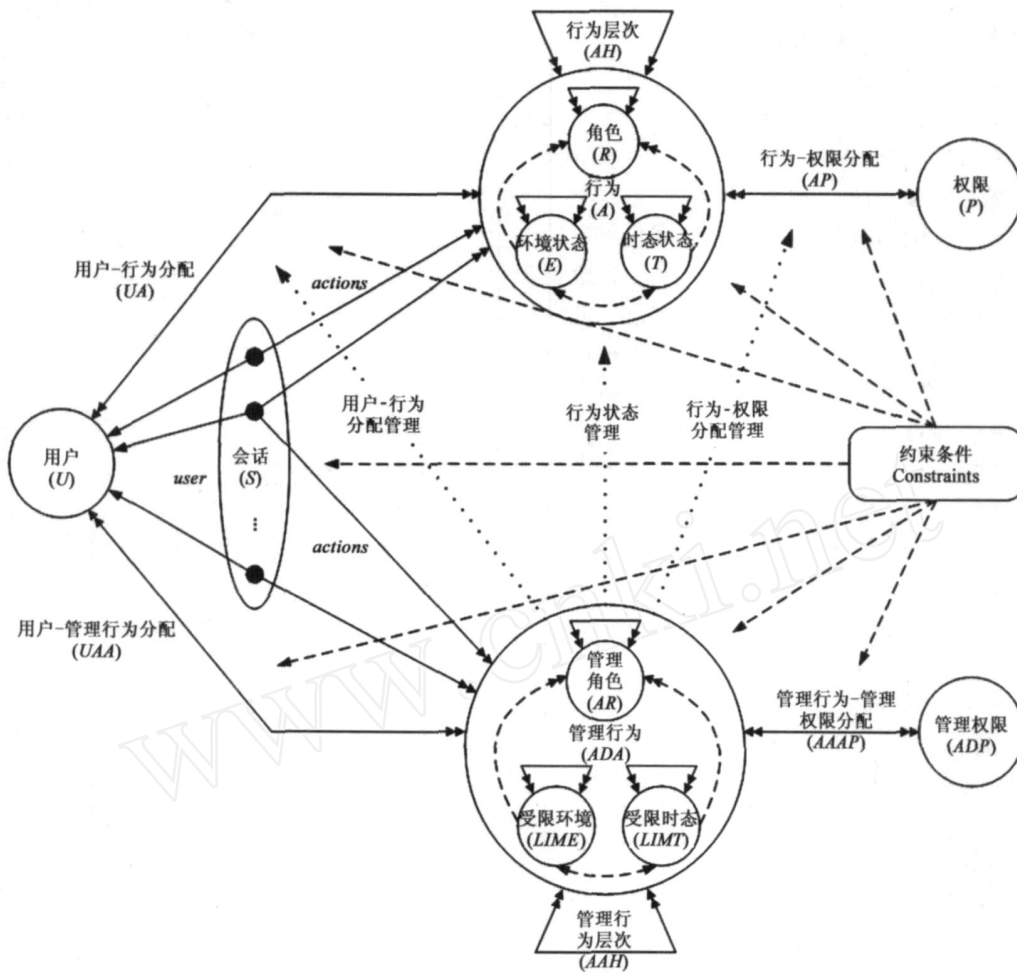 行为层次
(AH)
角色
(R)
行为
(A)
环境状态
(E)
时态状态
(T)
行为-权限分配
(AP)
权限
(P)
用户-行为分配
(UA)
actions
用户-行为
分配管理
行为状态
管理
行为-权限
分配管理
约束条件
Constraints
用户
(U)
user
会话
(S)
...
actions
用户-管理行为分配
(UAA)
管理
角色
(AR)
管理行为
(ADA)
受限环境
(LIME)
受限时态
(LIMT)
管理行为-管理
权限分配
(AAAP)
管理权限
(ADP)
管理行
为层次
(AAH)
www.cnki.net